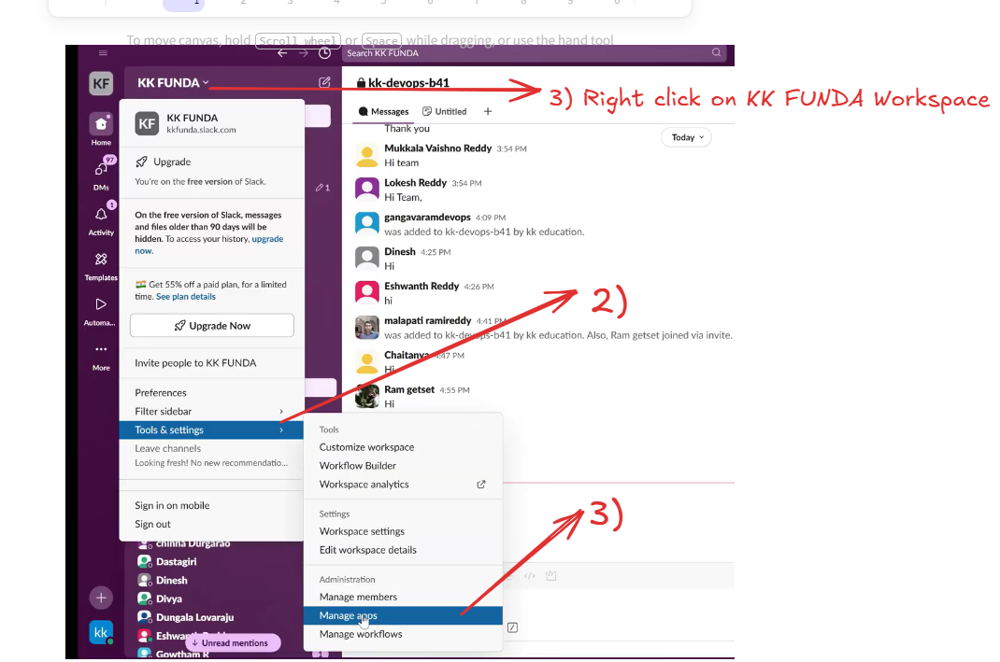 1 2 3 4 5 6 7 8 9 0
To move canvas, hold Scroll wheel or Space while dragging, or use the hand tool
Search KK FUNDA
KF
KK FUNDA
kk-devops-b41
3) Right click on KK FUNDA Workspace
Messages
Untitled
+
KF
KK FUNDA
kkfunda.slack.com
Home
97
DMs
1
Activity
Templates
Automa...
More
Upgrade
You're on the free version of Slack.
1
On the free version of Slack, messages
and files older than 90 days will be
hidden. To access your history, upgrade
now.
Get 55% off a paid plan, for a limited
time. See plan details
Upgrade Now
Invite people to KK FUNDA
Preferences
Filter sidebar
Tools & settings
Leave channels
Looking fresh! No new recommendatio...
Sign in on mobile
Sign out
Thank you
Today
Mukkala Vaishno Reddy 3:54 PM
Hi team
Lokesh Reddy 3:54 PM
Hi Team,
gangavaramdevops 4:09 PM
was added to kk-devops-b41 by kk education.
Dinesh 4:25 PM
Hi
Eshwanth Reddy 4:26 PM
hi
2)
malapati ramireddy 4:41 PM
was added to kk-devops-b41 by kk education. Also, Ram getset joined via invite.
Chaitanya 4:47 PM
Hi
Ram getset 4:55 PM
Hi
Tools
Customize workspace
Workflow Builder
Workspace analytics
Settings
Workspace settings
Edit workspace details
Administration
Manage members
Manage apps
Manage workflows
3)
chinna Durgarao
Dastagiri
Dinesh
Divya
Dungala Lovaraju
Unread mentions
Gowtham R
+
kk